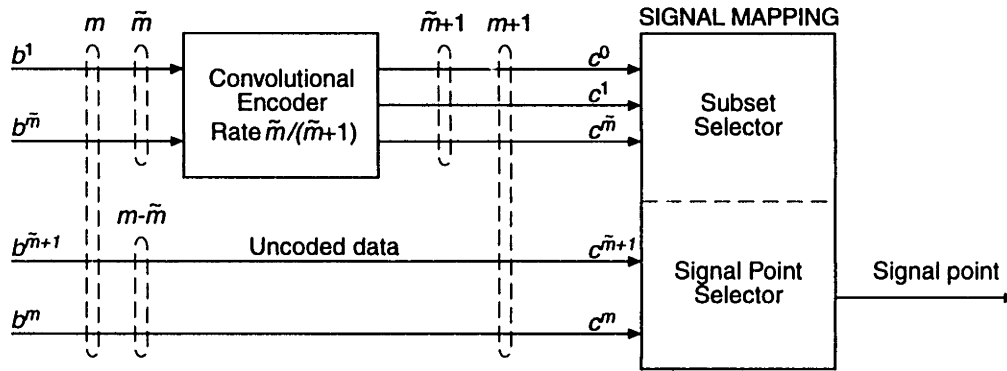 m m̃ m̃+1 m+1 SIGNAL MAPPING
b¹ c⁰
Convolutional
Encoder
Rate m̃/(m̃+1)
c¹
Subset
Selector
b^m̃ c^m̃
m-m̃
b^m̃+1 Uncoded data c^m̃+1
Signal Point
Selector
Signal point
b^m c^m